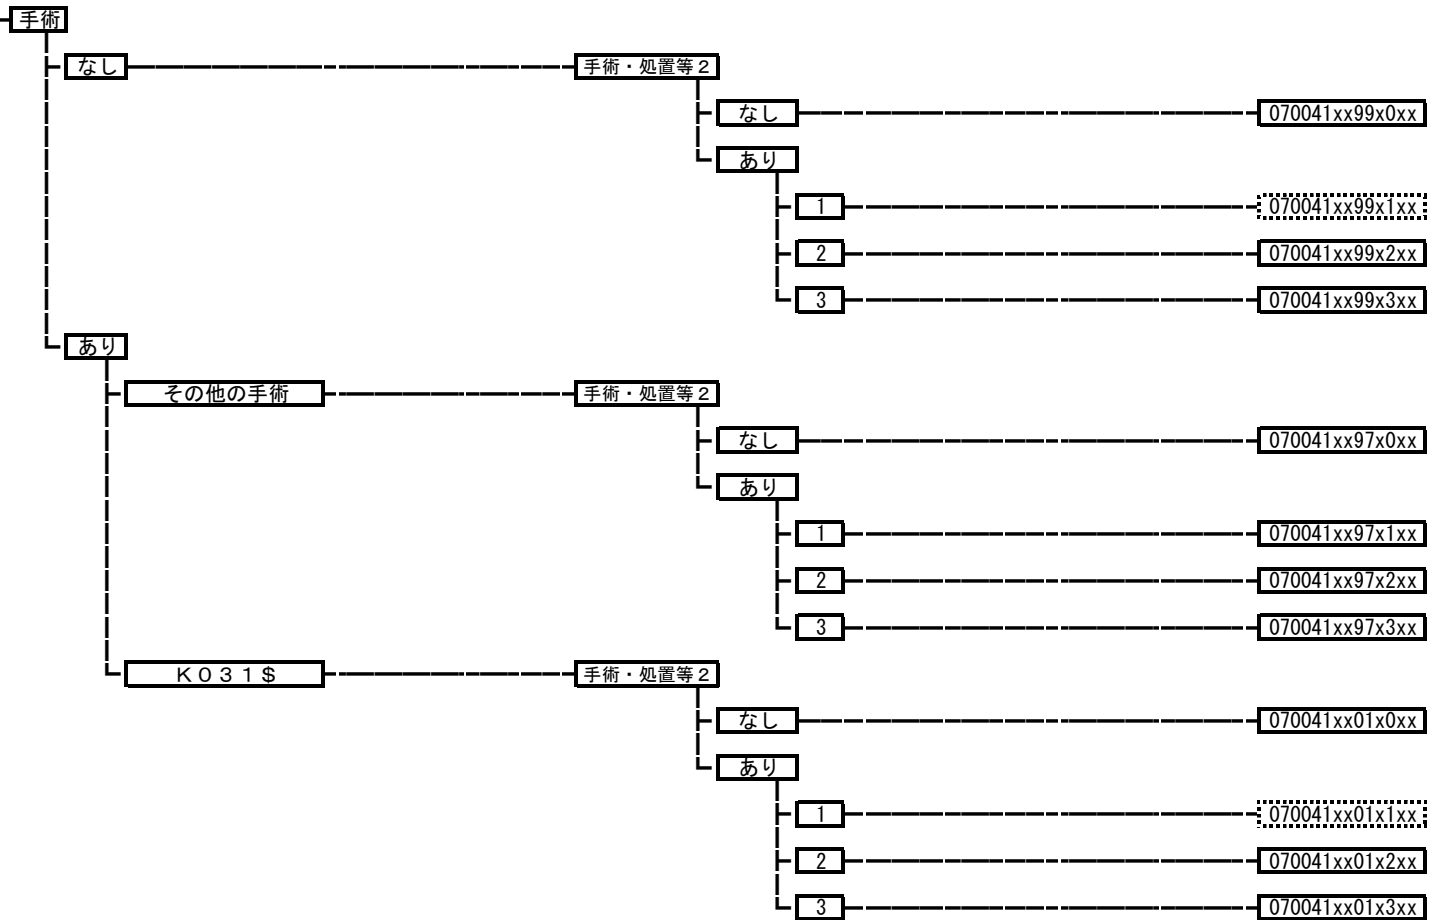 手術
なし 手術・処置等２
なし 070041xx99x0xx
あり
1 070041xx99x1xx
2 070041xx99x2xx
3 070041xx99x3xx
あり
その他の手術 手術・処置等２
なし 070041xx97x0xx
あり
1 070041xx97x1xx
2 070041xx97x2xx
3 070041xx97x3xx
Ｋ０３１＄ 手術・処置等２
なし 070041xx01x0xx
あり
1 070041xx01x1xx
2 070041xx01x2xx
3 070041xx01x3xx